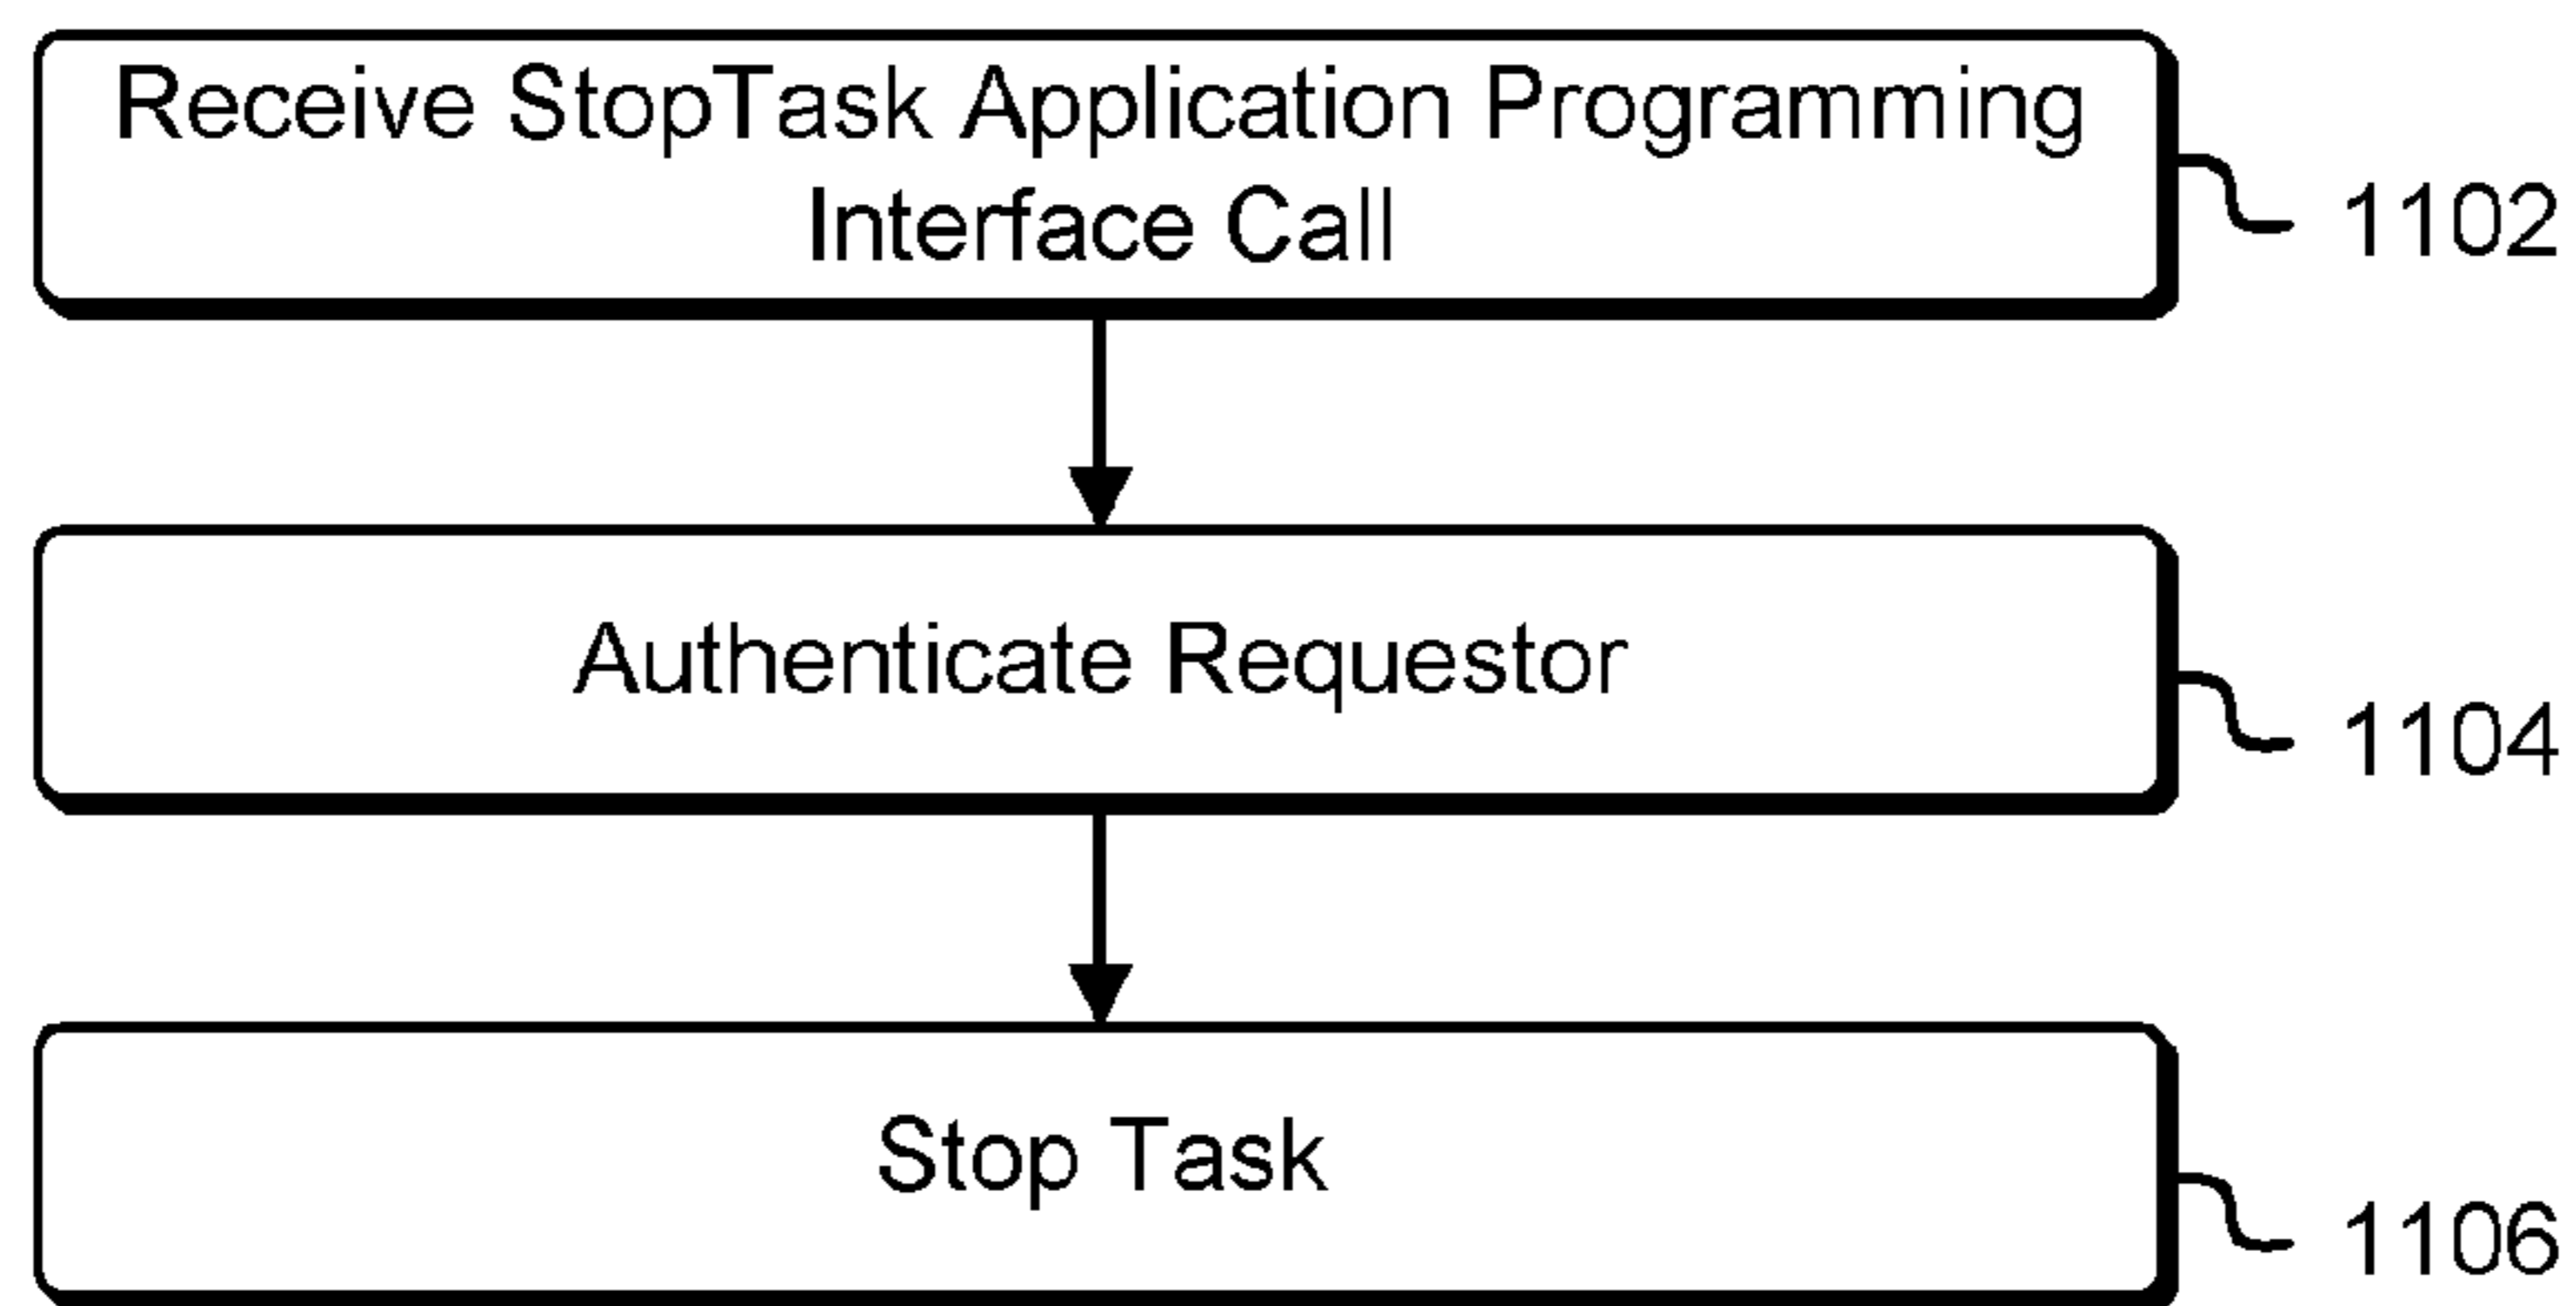 Receive StopTask Application Programming
Interface Call
1102
Authenticate Requestor
1104
Stop Task
1106